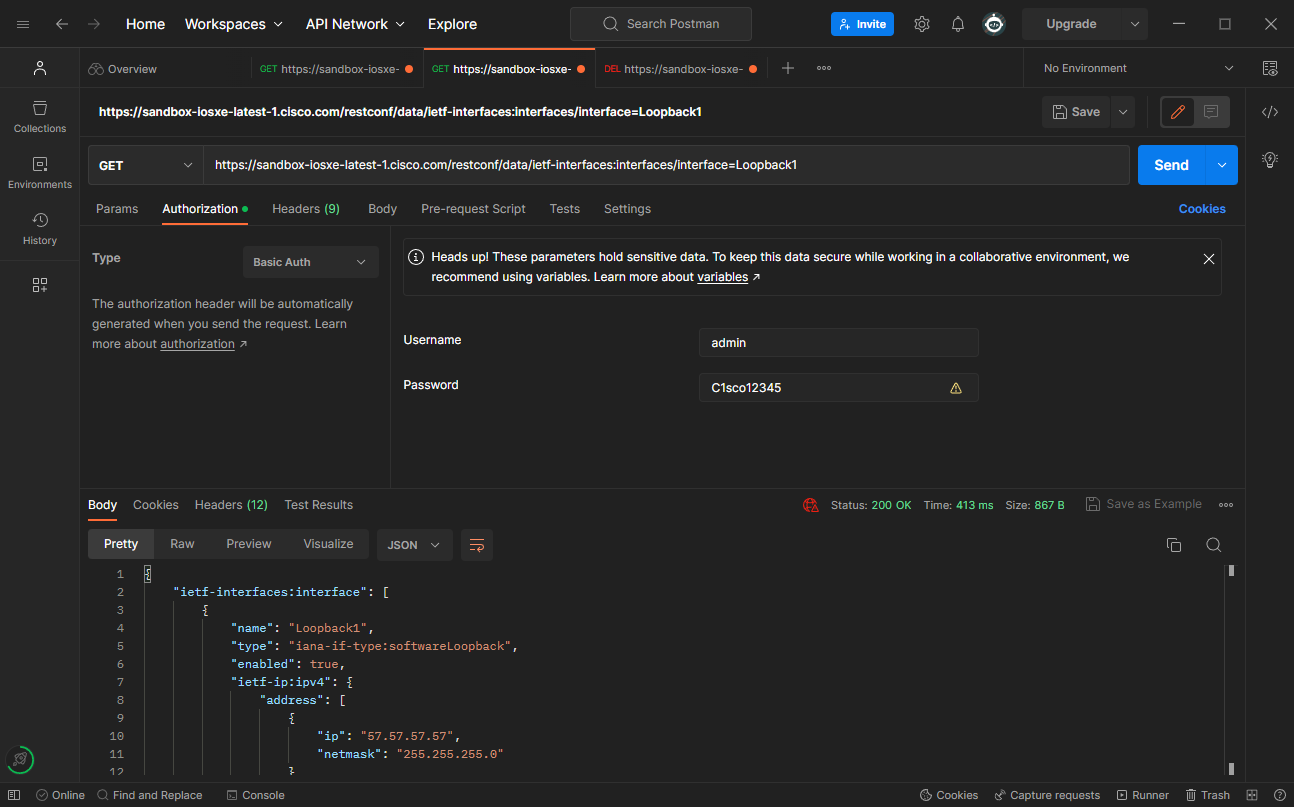 Home Workspaces API Network Explore Search Postman Invite Upgrade
Overview GET https://sandbox-iosxe- GET https://sandbox-iosxe- DEL https://sandbox-iosxe- No Environment
https://sandbox-iosxe-latest-1.cisco.com/restconf/data/ietf-interfaces:interfaces/interface=Loopback1 Save
Collections
Environments
History
GET https://sandbox-iosxe-latest-1.cisco.com/restconf/data/ietf-interfaces:interfaces/interface=Loopback1 Send
Params Authorization Headers (9) Body Pre-request Script Tests Settings Cookies
Type Basic Auth
The authorization header will be automatically
generated when you send the request. Learn
more about authorization ↗
Heads up! These parameters hold sensitive data. To keep this data secure while working in a collaborative environment, we
recommend using variables. Learn more about variables ↗
Username admin
Password C1sco12345
Body Cookies Headers (12) Test Results Status: 200 OK Time: 413 ms Size: 867 B Save as Example
Pretty Raw Preview Visualize JSON
1 {
2 "ietf-interfaces:interface": [
3 {
4 "name": "Loopback1",
5 "type": "iana-if-type:softwareLoopback",
6 "enabled": true,
7 "ietf-ip:ipv4": {
8 "address": [
9 {
10 "ip": "57.57.57.57",
11 "netmask": "255.255.255.0"
12 }
Online Find and Replace Console Cookies Capture requests Runner Trash